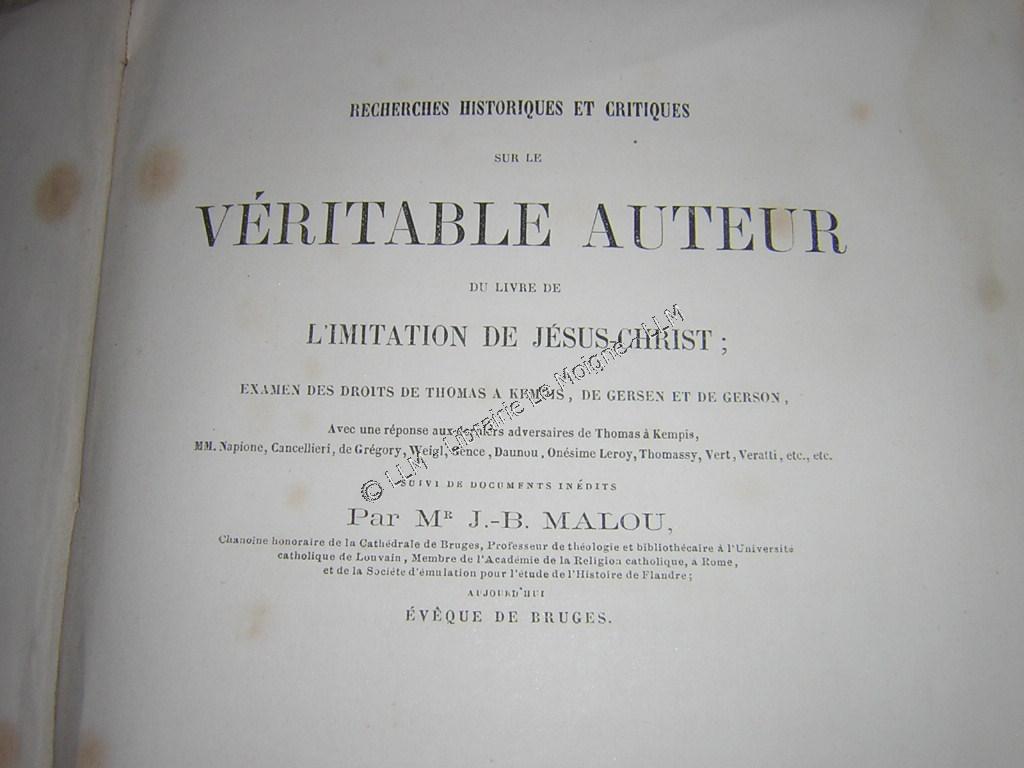 RECHERCHES HISTORIQUES ET CRITIQUES
SUR LE
VÉRITABLE AUTEUR
DU LIVRE DE
L'IMITATION DE JÉSUS-CHRIST ;
EXAMEN DES DROITS DE THOMAS A KEMPIS, DE GERSEN ET DE GERSON,
Avec une réponse aux derniers adversaires de Thomas à Kempis,
MM. Napione, Cancellieri, de Grégory, Weigl, Gence, Daunou, Onésime Leroy, Thomassy, Vert, Veratti, etc., etc.
SUIVI DE DOCUMENTS INÉDITS
Par Mr J.-B. MALOU,
Chanoine honoraire de la Cathédrale de Bruges, Professeur de théologie et bibliothécaire à l'Université
catholique de Louvain, Membre de l'Académie de la Religion catholique, a Rome,
et de la Société d'émulation pour l'étude de l'Histoire de Flandre;
AUJOURD'HUI
ÉVÊQUE DE BRUGES.
© LLM - Librairie Le Moigne - LLM